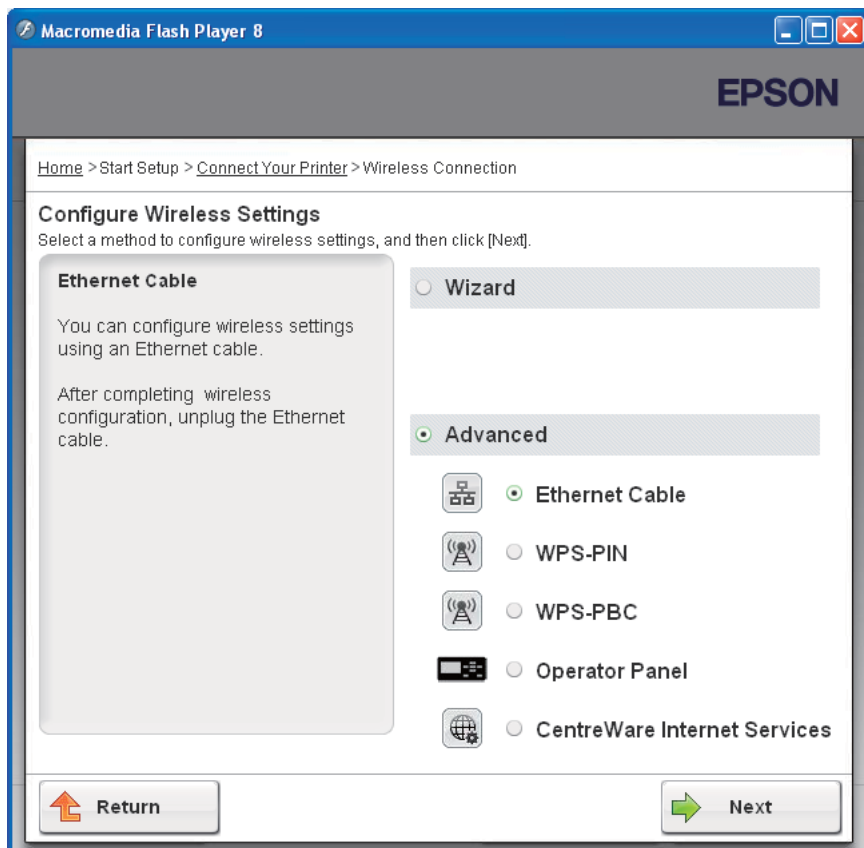 Macromedia Flash Player 8
EPSON
Home > Start Setup > Connect Your Printer > Wireless Connection
Configure Wireless Settings
Select a method to configure wireless settings, and then click [Next].
Ethernet Cable
You can configure wireless settings
using an Ethernet cable.
After completing wireless
configuration, unplug the Ethernet
cable.
Wizard
Advanced
Ethernet Cable
WPS-PIN
WPS-PBC
Operator Panel
CentreWare Internet Services
Return
Next